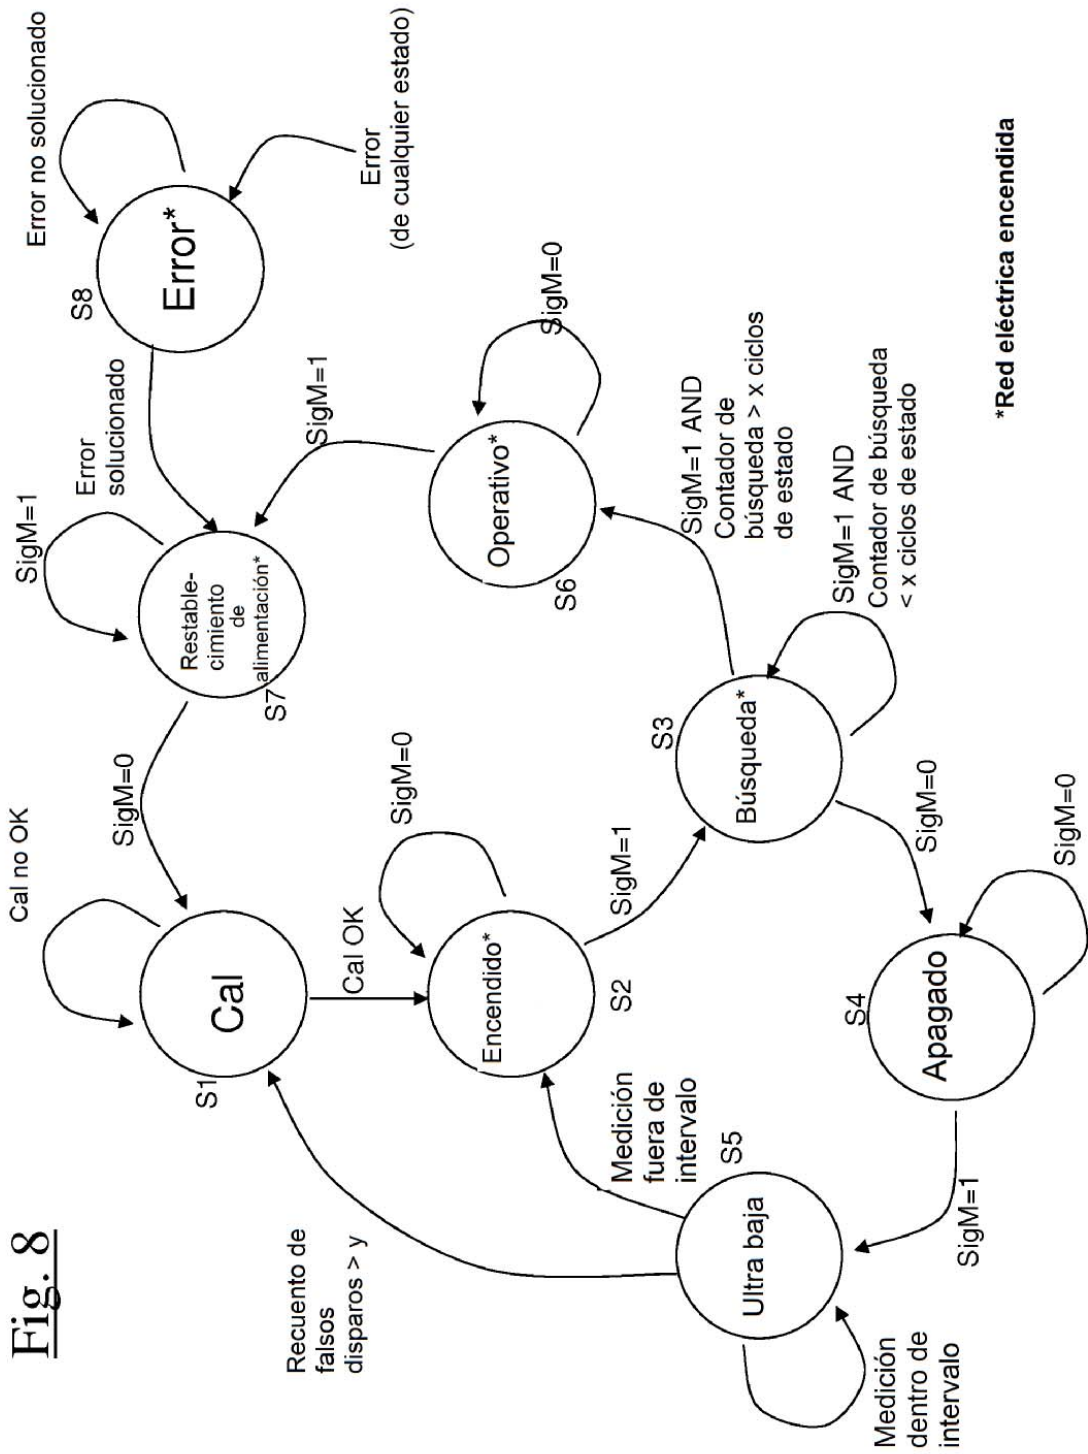 Fig. 8
Cal no OK
SigM=0
SigM=1
Error
solucionado
Error no solucionado
S1
Cal
S7
Restable-
cimiento
de
alimentación*
S8
Error*
Error
(de cualquier estado)
Recuento de
falsos
disparos > y
Cal OK
SigM=0
SigM=1
Encendido*
S2
Operativo*
S6
SigM=0
Medición
fuera de
intervalo
SigM=1
S3
Búsqueda*
SigM=1 AND
Contador de
búsqueda > x ciclos
de estado
S5
Ultra baja
S4
Apagado
SigM=0
SigM=1 AND
Contador de búsqueda
< x ciclos de estado
Medición
dentro de
intervalo
SigM=1
SigM=0
*Red eléctrica encendida